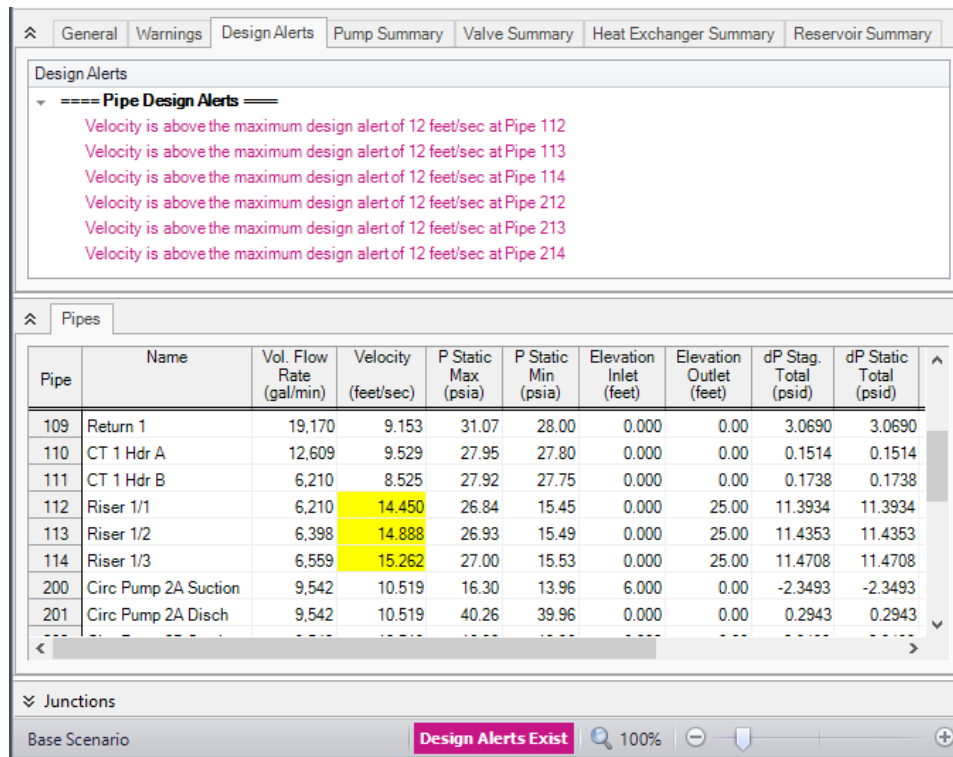 General Warnings Design Alerts Pump Summary Valve Summary Heat Exchanger Summary Reservoir Summary
Design Alerts
==== Pipe Design Alerts ====
Velocity is above the maximum design alert of 12 feet/sec at Pipe 112
Velocity is above the maximum design alert of 12 feet/sec at Pipe 113
Velocity is above the maximum design alert of 12 feet/sec at Pipe 114
Velocity is above the maximum design alert of 12 feet/sec at Pipe 212
Velocity is above the maximum design alert of 12 feet/sec at Pipe 213
Velocity is above the maximum design alert of 12 feet/sec at Pipe 214
Pipes
Name Vol. Flow Velocity P Static P Static Elevation Elevation dP Stag. dP Static
Pipe Rate Max Min Inlet Outlet Total Total
(gal/min) (feet/sec) (psia) (psia) (feet) (feet) (psid) (psid)
109 Return 1 19,170 9.153 31.07 28.00 0.000 0.00 3.0690 3.0690
110 CT 1 Hdr A 12,609 9.529 27.95 27.80 0.000 0.00 0.1514 0.1514
111 CT 1 Hdr B 6,210 8.525 27.92 27.75 0.000 0.00 0.1738 0.1738
112 Riser 1/1 6,210 14.450 26.84 15.45 0.000 25.00 11.3934 11.3934
113 Riser 1/2 6,398 14.888 26.93 15.49 0.000 25.00 11.4353 11.4353
114 Riser 1/3 6,559 15.262 27.00 15.53 0.000 25.00 11.4708 11.4708
200 Circ Pump 2A Suction 9,542 10.519 16.30 13.96 6.000 0.00 -2.3493 -2.3493
201 Circ Pump 2A Disch 9,542 10.519 40.26 39.96 0.000 0.00 0.2943 0.2943
Junctions
Base Scenario Design Alerts Exist 100%